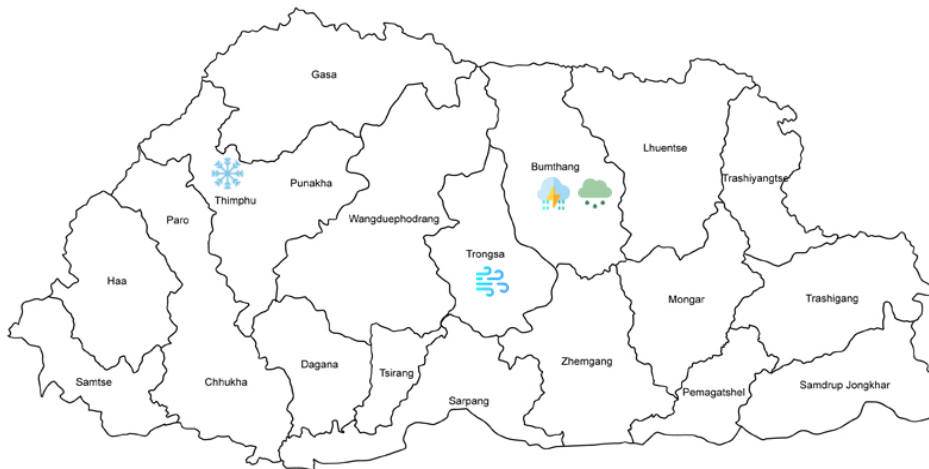 Gasa
Lhuentse
Bumthang
Trashiyangtse
Punakha
Thimphu
Paro
Wangduephodrang
Trongsa
Haa
Mongar
Trashigang
Dagana
Zhemgang
Tsirang
Samtse
Chhukha
Samdrup Jongkhar
Pemagatshel
Sarpang